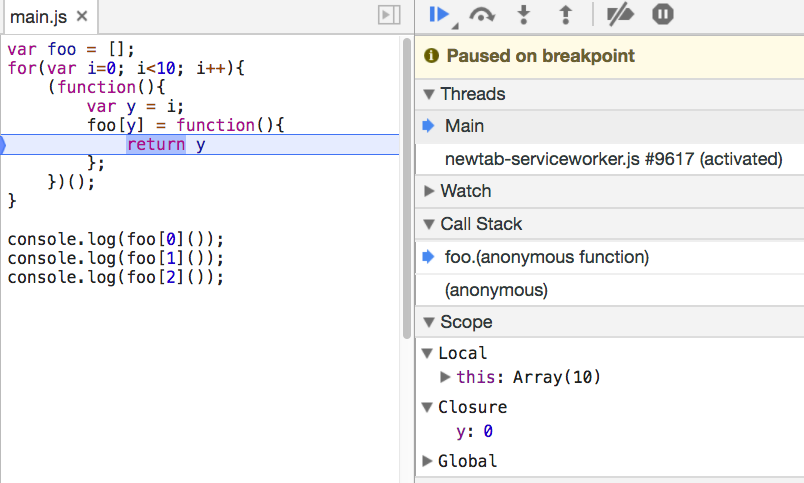 main.js ×
var foo = [];
for(var i=0; i<10; i++){
    (function(){
        var y = i;
        foo[y] = function(){
            return y
        };
    })();
}
console.log(foo[0]());
console.log(foo[1]());
console.log(foo[2]());
Paused on breakpoint
Threads
Main
newtab-serviceworker.js #9617 (activated)
Watch
Call Stack
foo.(anonymous function)
(anonymous)
Scope
Local
this: Array(10)
Closure
y: 0
Global